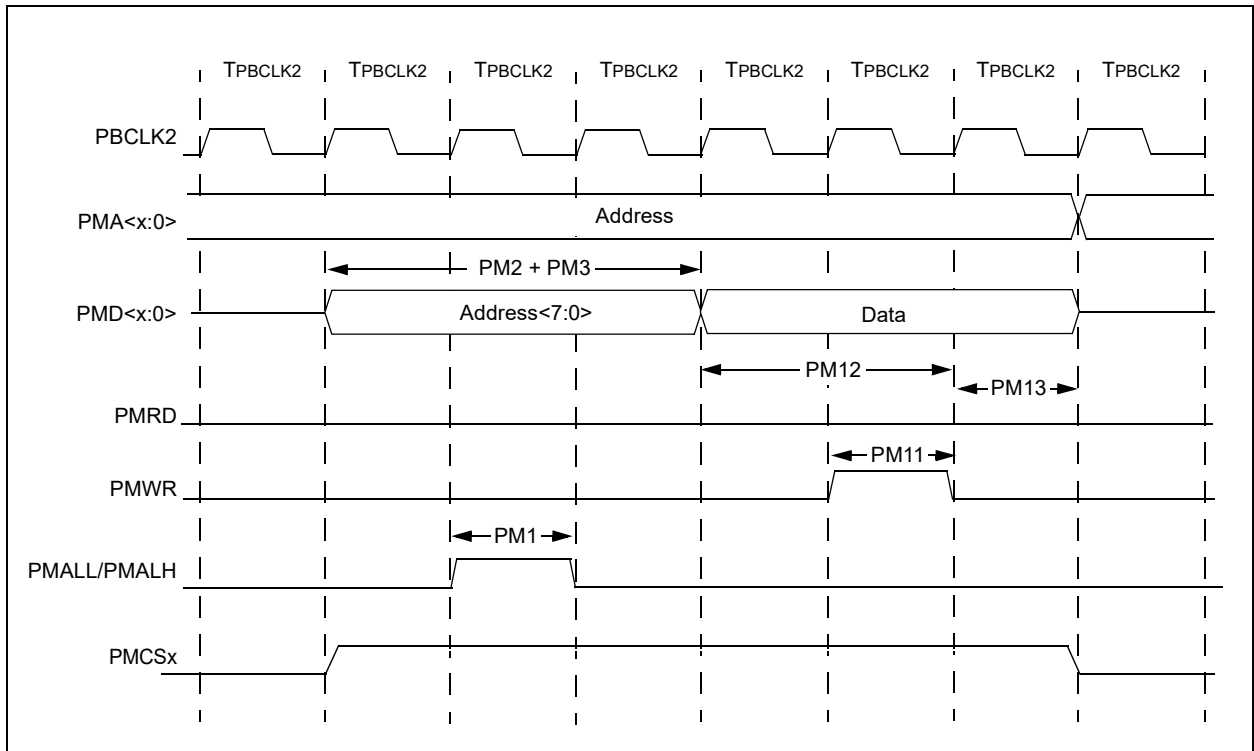 TPBCLK2 TPBCLK2 TPBCLK2 TPBCLK2 TPBCLK2 TPBCLK2 TPBCLK2 TPBCLK2
PBCLK2
PMA<x:0> Address
PM2 + PM3
PMD<x:0> Address<7:0> Data
PM12
PM13
PMRD
PM11
PMWR
PM1
PMALL/PMALH
PMCSx